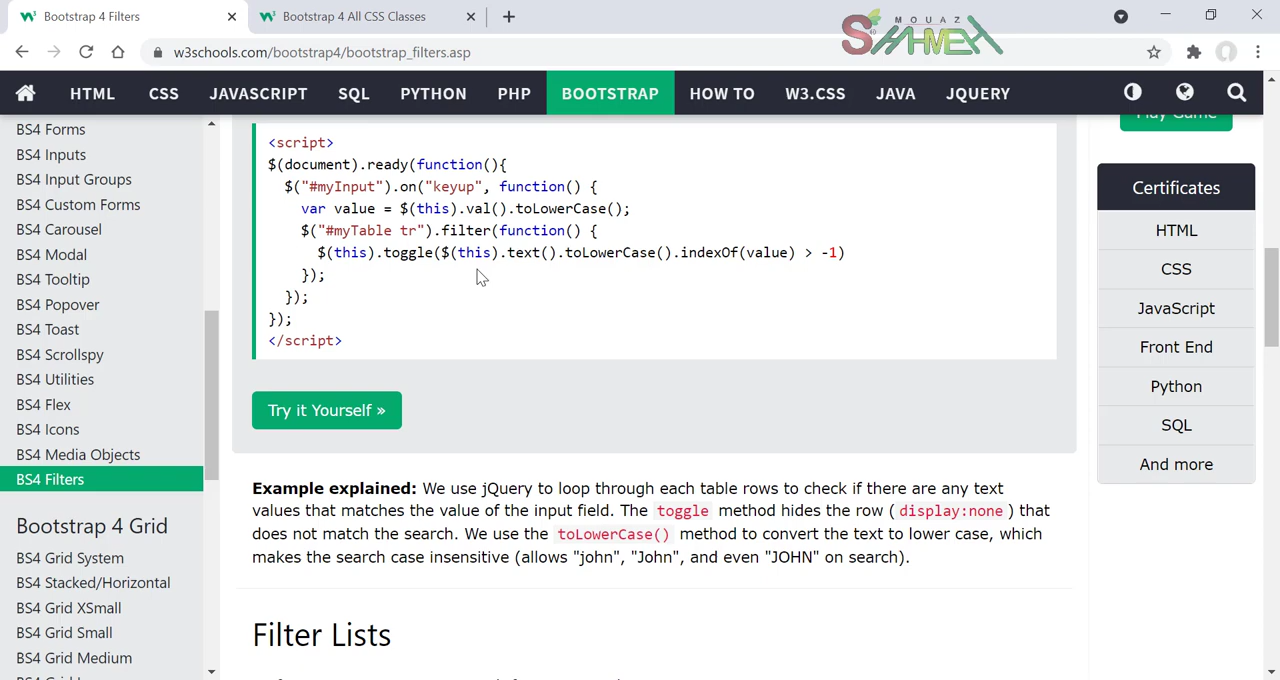 Bootstrap 4 Filters
Bootstrap 4 All CSS Classes
MOUAZ
w3schools.com/bootstrap4/bootstrap_filters.asp
HTML CSS JAVASCRIPT SQL PYTHON PHP BOOTSTRAP HOW TO W3.CSS JAVA JQUERY
BS4 Forms
BS4 Inputs
BS4 Input Groups
BS4 Custom Forms
BS4 Carousel
BS4 Modal
BS4 Tooltip
BS4 Popover
BS4 Toast
BS4 Scrollspy
BS4 Utilities
BS4 Flex
BS4 Icons
BS4 Media Objects
BS4 Filters
Bootstrap 4 Grid
BS4 Grid System
BS4 Stacked/Horizontal
BS4 Grid XSmall
BS4 Grid Small
BS4 Grid Medium
<script>
$(document).ready(function(){
$("#myInput").on("keyup", function() {
var value = $(this).val().toLowerCase();
$("#myTable tr").filter(function() {
$(this).toggle($(this).text().toLowerCase().indexOf(value) > -1)
});
});
});
</script>
Try it Yourself »
Example explained: We use jQuery to loop through each table rows to check if there are any text
values that matches the value of the input field. The toggle method hides the row (display:none) that
does not match the search. We use the toLowerCase() method to convert the text to lower case, which
makes the search case insensitive (allows "john", "John", and even "JOHN" on search).
Filter Lists
Play Game
Certificates
HTML
CSS
JavaScript
Front End
Python
SQL
And more